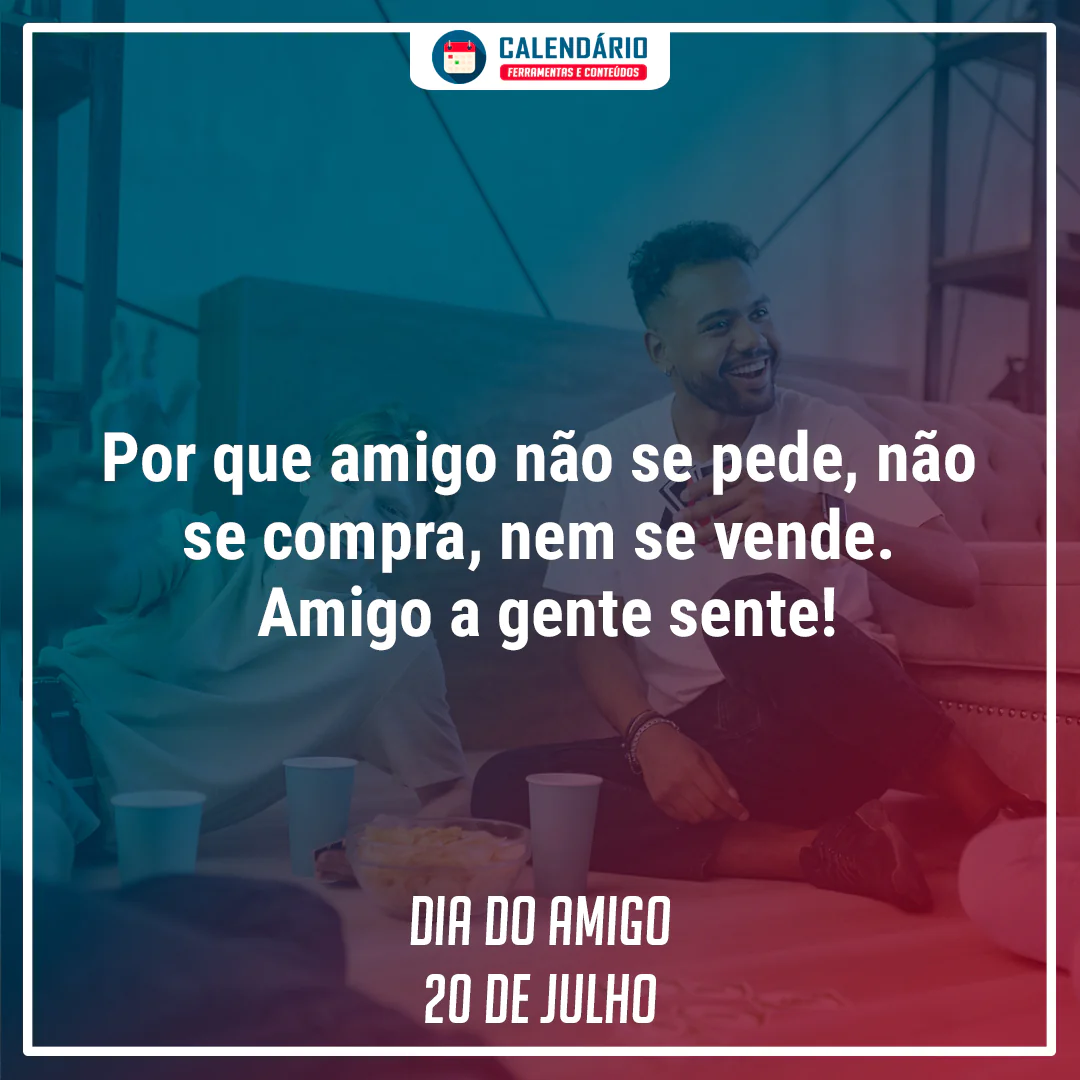 CALENDÁRIO
FERRAMENTAS E CONTEÚDOS
Por que amigo não se pede, não
se compra, nem se vende.
Amigo a gente sente!
DIA DO AMIGO
20 DE JULHO